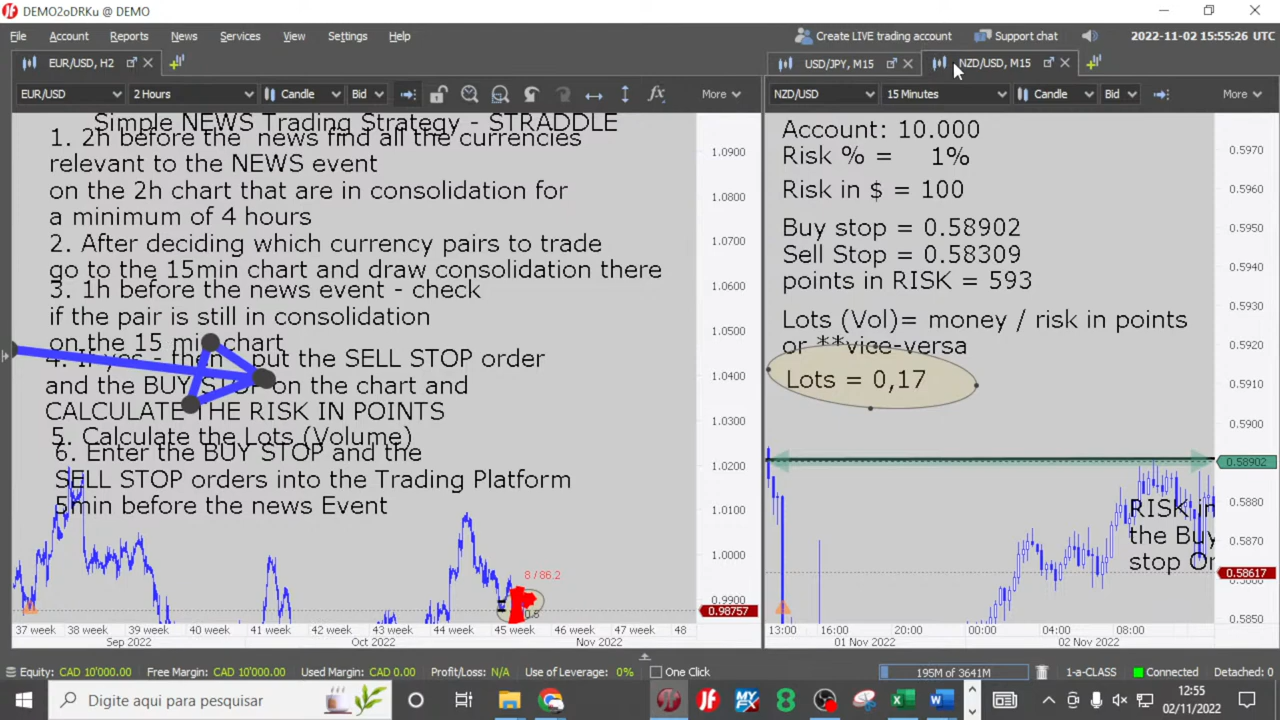 DEMO2oDRKu @ DEMO
File Account Reports News Services View Settings Help
Create LIVE trading account Support chat 2022-11-02 15:55:26 UTC
EUR/USD, H2
USD/JPY, M15 NZD/USD, M15
EUR/USD 2 Hours Candle Bid More
NZD/USD 15 Minutes Candle Bid More
Simple NEWS Trading Strategy - STRADDLE
1. 2h before the news find all the currencies
relevant to the NEWS event
on the 2h chart that are in consolidation for
a minimum of 4 hours
2. After deciding which currency pairs to trade
go to the 15min chart and draw consolidation there
3. 1h before the news event - check
if the pair is still in consolidation
on the 15 min chart
4. If yes - then put the SELL STOP order
and the BUY STOP on the chart and
CALCULATE THE RISK IN POINTS
5. Calculate the Lots (Volume)
6. Enter the BUY STOP and the
SELL STOP orders into the Trading Platform
5min before the news Event
8 / 86.2
0.5
1.0900
1.0800
1.0700
1.0600
1.0500
1.0400
1.0300
1.0200
1.0100
1.0000
0.9900
0.98757
37 week 38 week 39 week 40 week 41 week 42 week 43 week 44 week 45 week 46 week 47 week 48
Sep 2022 Oct 2022 Nov 2022
Account: 10.000
Risk % = 1%
Risk in $ = 100
Buy stop = 0.58902
Sell Stop = 0.58309
points in RISK = 593
Lots (Vol)= money / risk in points
or **vice-versa
Lots = 0,17
RISK in
the Buy
stop Or
0.5970
0.5960
0.5950
0.5940
0.5930
0.5920
0.5910
0.5900
0.58902
0.5880
0.5870
0.58617
0.5850
13:00 16:00 20:00 00:00 04:00 08:00
01 Nov 2022 02 Nov 2022
Equity: CAD 10'000.00 Free Margin: CAD 10'000.00 Used Margin: CAD 0.00 Profit/Loss: N/A Use of Leverage: 0% One Click 195M of 3641M 1-a-CLASS Connected Detached: 0
Digite aqui para pesquisar
12:55
02/11/2022